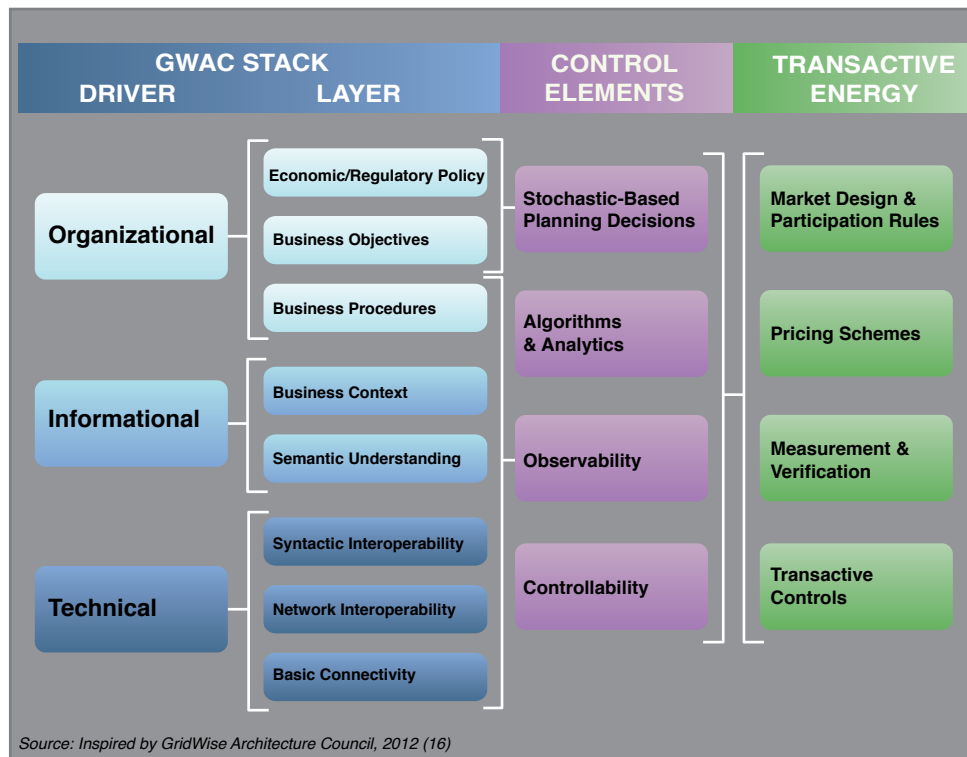 GWAC STACK
DRIVER
LAYER
CONTROL
ELEMENTS
TRANSACTIVE
ENERGY
Organizational
Economic/Regulatory Policy
Business Objectives
Business Procedures
Informational
Business Context
Semantic Understanding
Technical
Syntactic Interoperability
Network Interoperability
Basic Connectivity
Stochastic-Based
Planning Decisions
Algorithms
& Analytics
Observability
Controllability
Market Design &
Participation Rules
Pricing Schemes
Measurement &
Verification
Transactive
Controls
Source: Inspired by GridWise Architecture Council, 2012 (16)